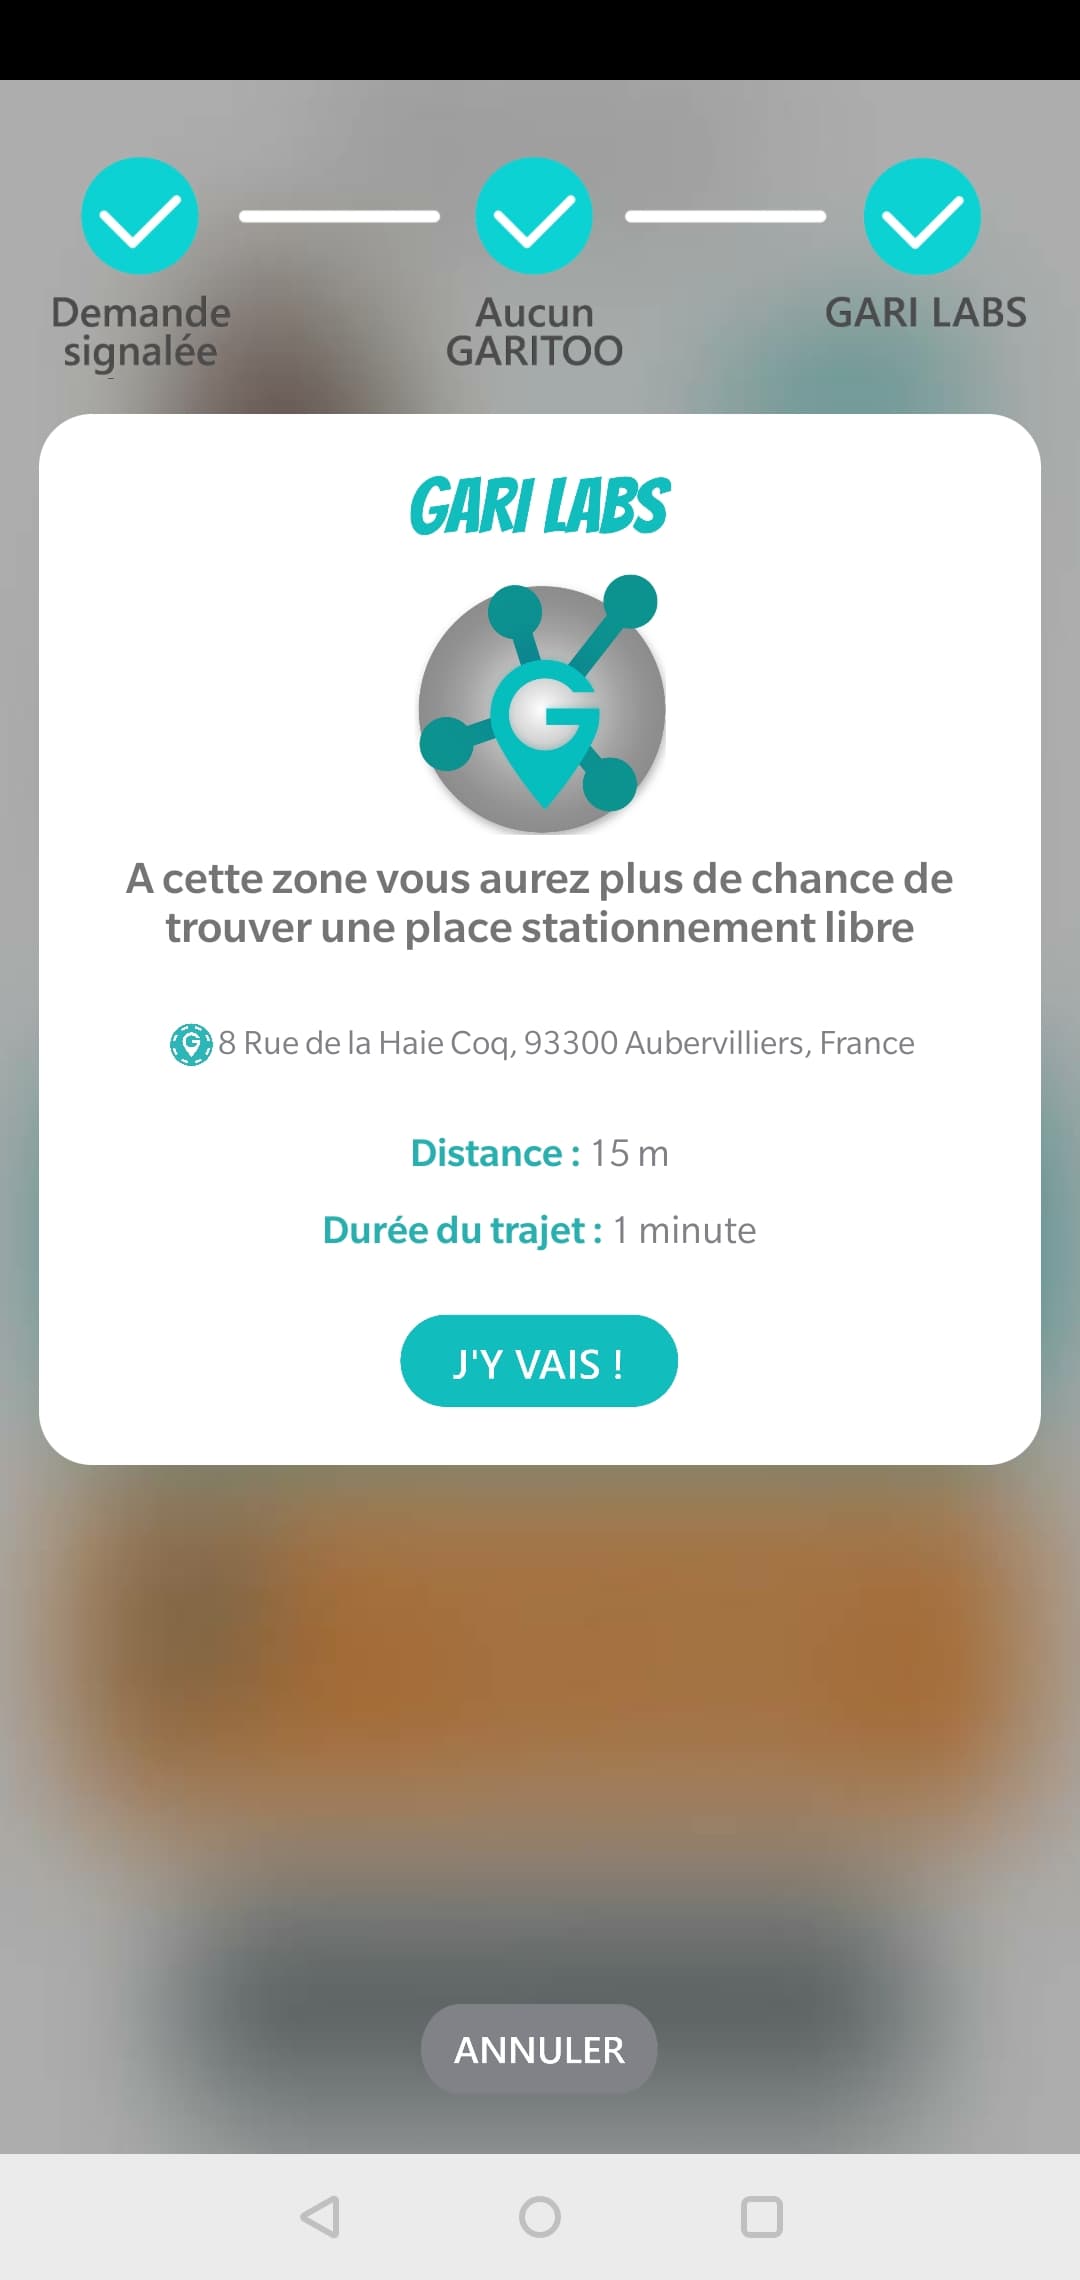 Demande
signalée
Aucun
GARITOO
GARI LABS
GARI LABS
A cette zone vous aurez plus de chance de
trouver une place stationnement libre
8 Rue de la Haie Coq, 93300 Aubervilliers, France
Distance : 15 m
Durée du trajet : 1 minute
J'Y VAIS !
ANNULER